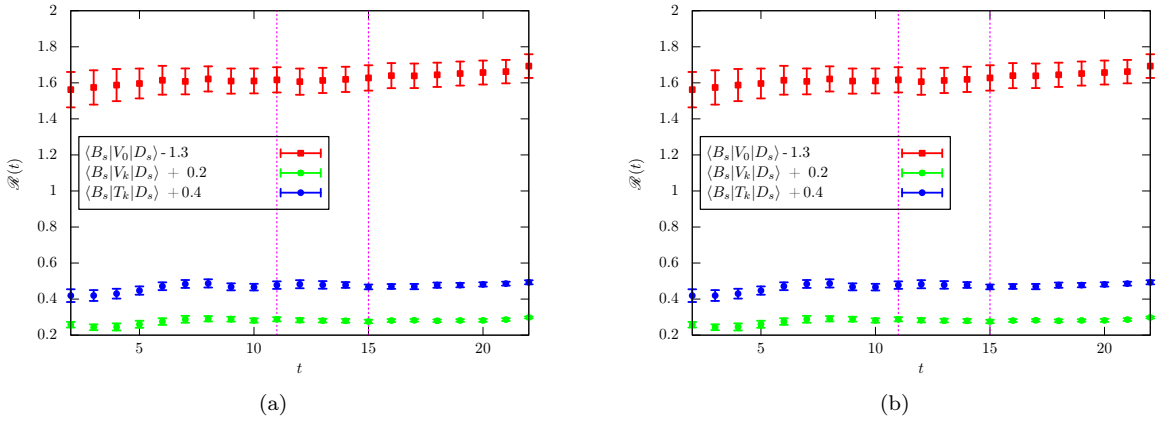 2
1.8
1.6
1.4
1.2
1
0.8
0.6
0.4
0.2
ℛ(t)
⟨B_s|V_0|D_s⟩ - 1.3
⟨B_s|V_k|D_s⟩ + 0.2
⟨B_s|T_k|D_s⟩ + 0.4
5 10 15 20
t
(a)
2
1.8
1.6
1.4
1.2
1
0.8
0.6
0.4
0.2
ℛ(t)
⟨B_s|V_0|D_s⟩ - 1.3
⟨B_s|V_k|D_s⟩ + 0.2
⟨B_s|T_k|D_s⟩ + 0.4
5 10 15 20
t
(b)